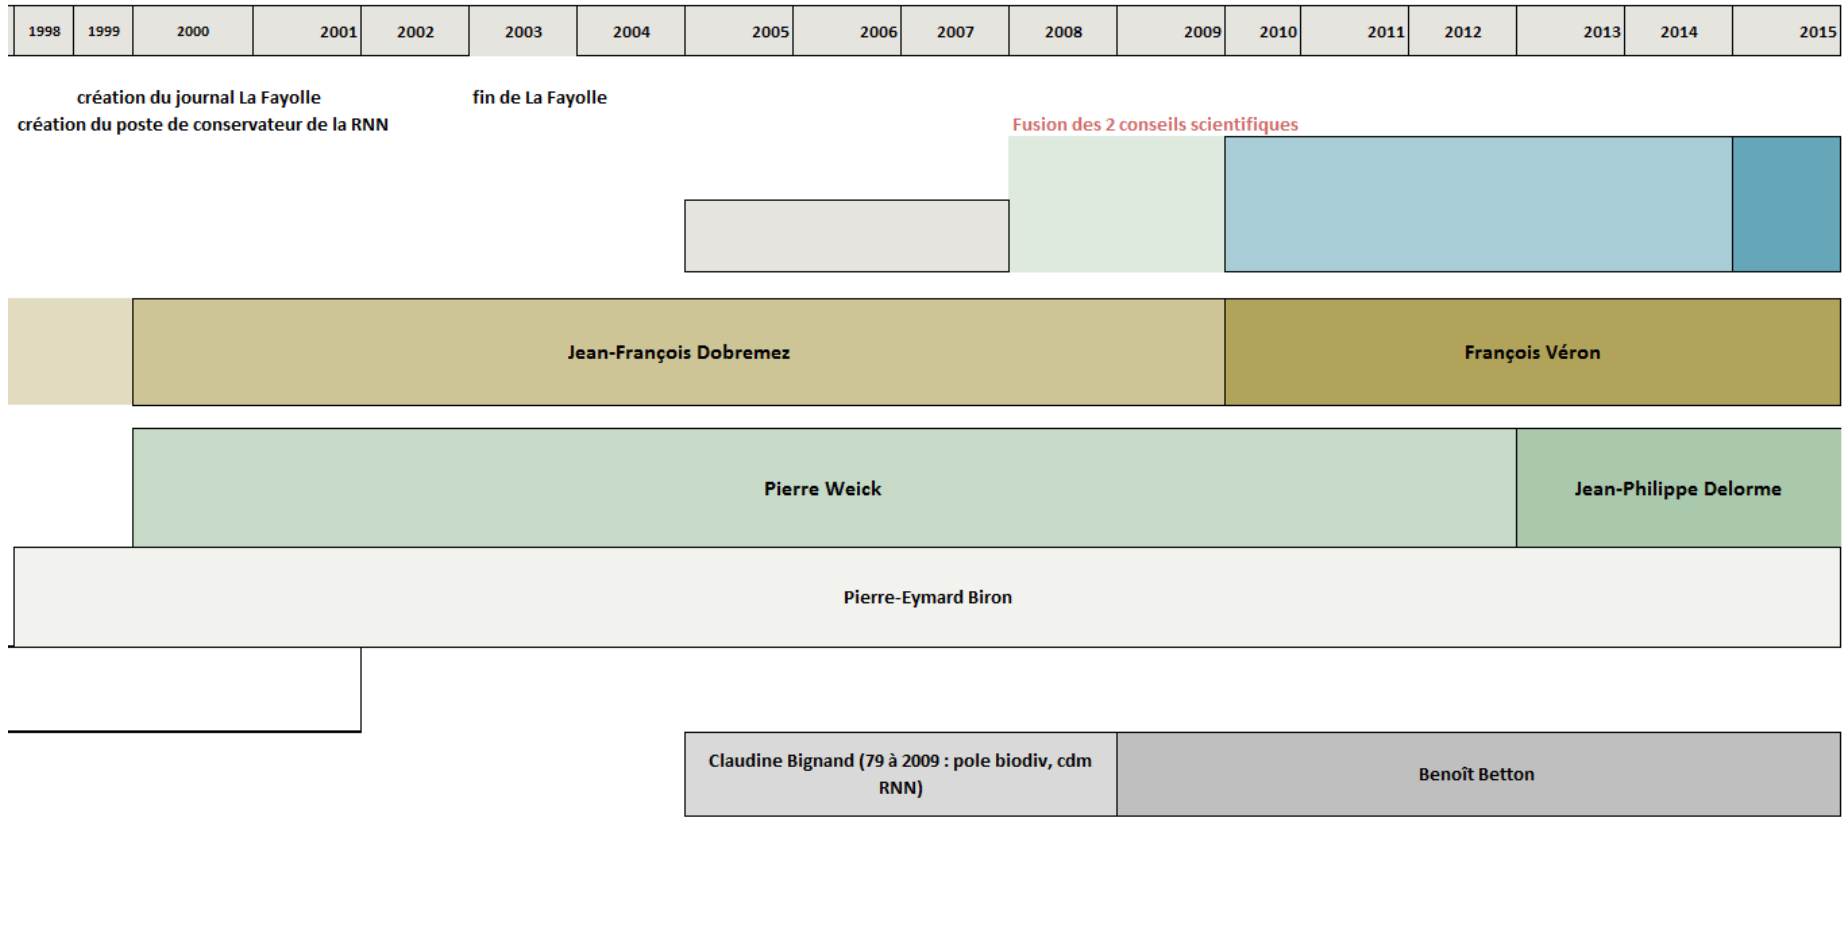 1998 1999 2000 2001 2002 2003 2004 2005 2006 2007 2008 2009 2010 2011 2012 2013 2014 2015
création du journal La Fayolle fin de La Fayolle
création du poste de conservateur de la RNN Fusion des 2 conseils scientifiques
Jean-François Dobremez François Véron
Pierre Weick Jean-Philippe Delorme
Pierre-Eymard Biron
Claudine Bignand (79 à 2009 : pole biodiv, cdm
RNN)
Benoît Betton